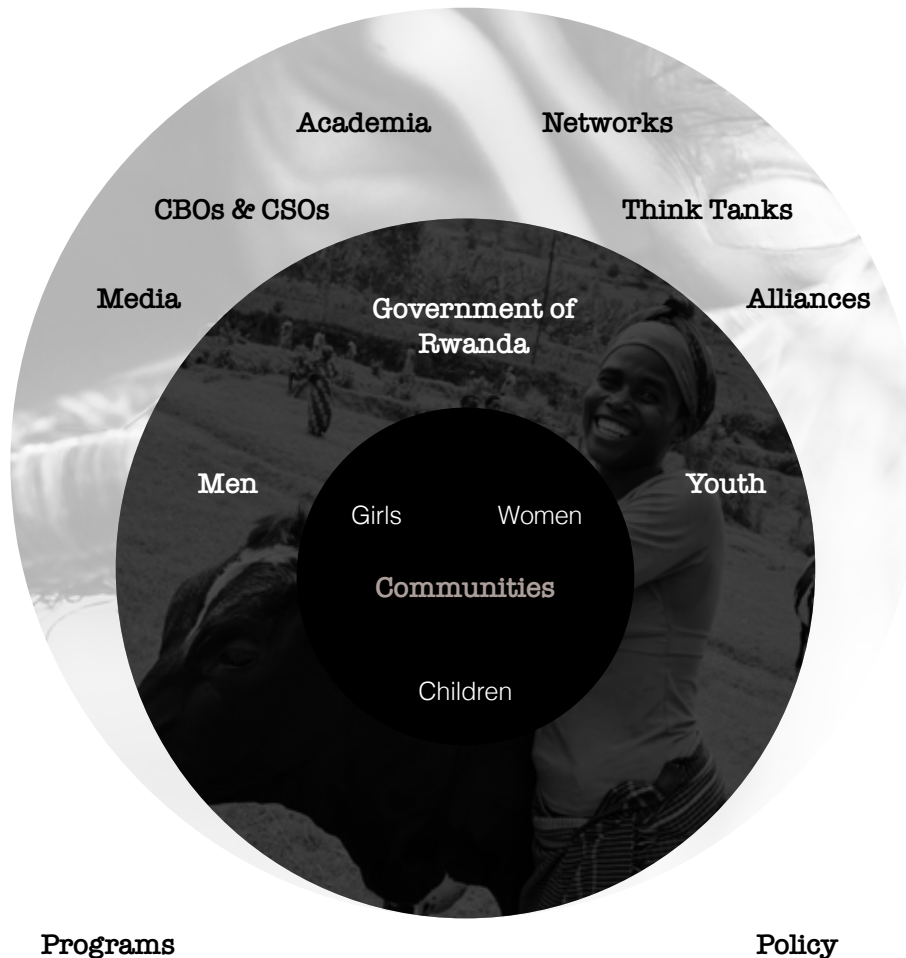 Academia
Networks
CBOs & CSOs
Think Tanks
Media
Alliances
Government of
Rwanda
Men
Youth
Girls
Women
Communities
Children
Programs
Policy